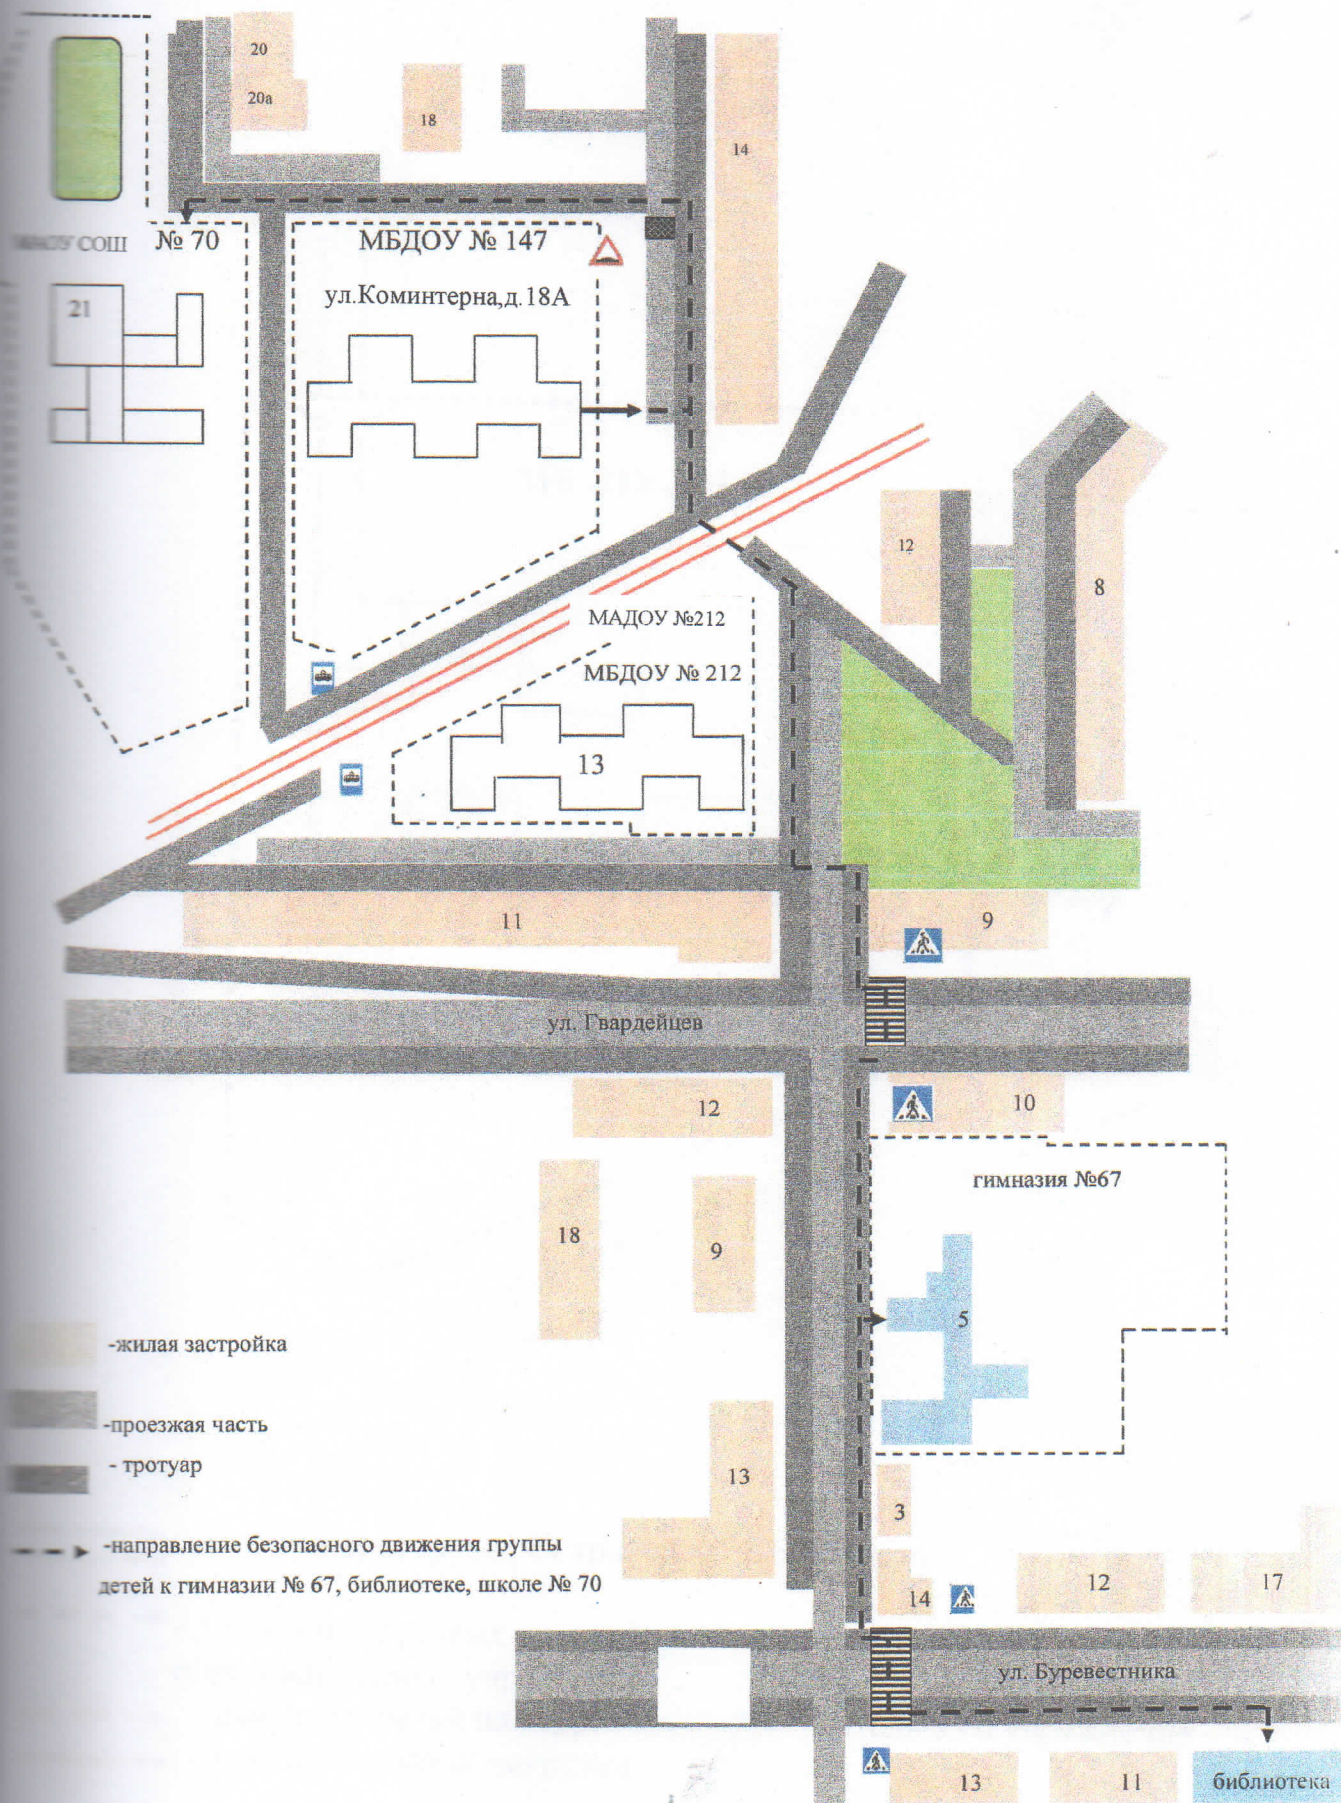 20
20а
18
14
СОШ № 70
МБДОУ № 147
21
ул.Коминтерна,д.18А
12
8
МАДОУ №212
МБДОУ № 212
13
11
9
ул. Гвардейцев
12
10
гимназия №67
18
9
5
-жилая застройка
-проезжая часть
- тротуар
13
3
-направление безопасного движения группы
детей к гимназии № 67, библиотеке, школе № 70
14
12
17
ул. Буревестника
13
11
библиотека